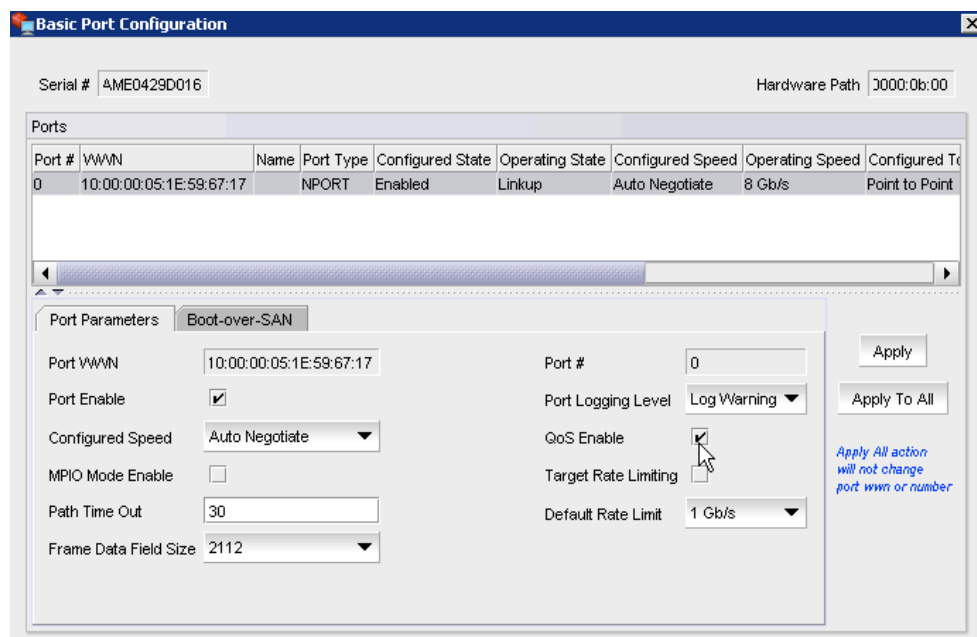 Basic Port Configuration
Serial # AME0429D016 Hardware Path 0000:0b:00
Ports
Port # WWN Name Port Type Configured State Operating State Configured Speed Operating Speed Configured To
0 10:00:00:05:1E:59:67:17 NPORT Enabled Linkup Auto Negotiate 8 Gb/s Point to Point
Port Parameters Boot-over-SAN
Port WWN 10:00:00:05:1E:59:67:17 Port # 0 Apply
Port Enable Port Logging Level Log Warning Apply To All
Configured Speed Auto Negotiate QoS Enable
Apply All action
will not change
port wwn or number
MPIO Mode Enable Target Rate Limiting
Path Time Out 30 Default Rate Limit 1 Gb/s
Frame Data Field Size 2112